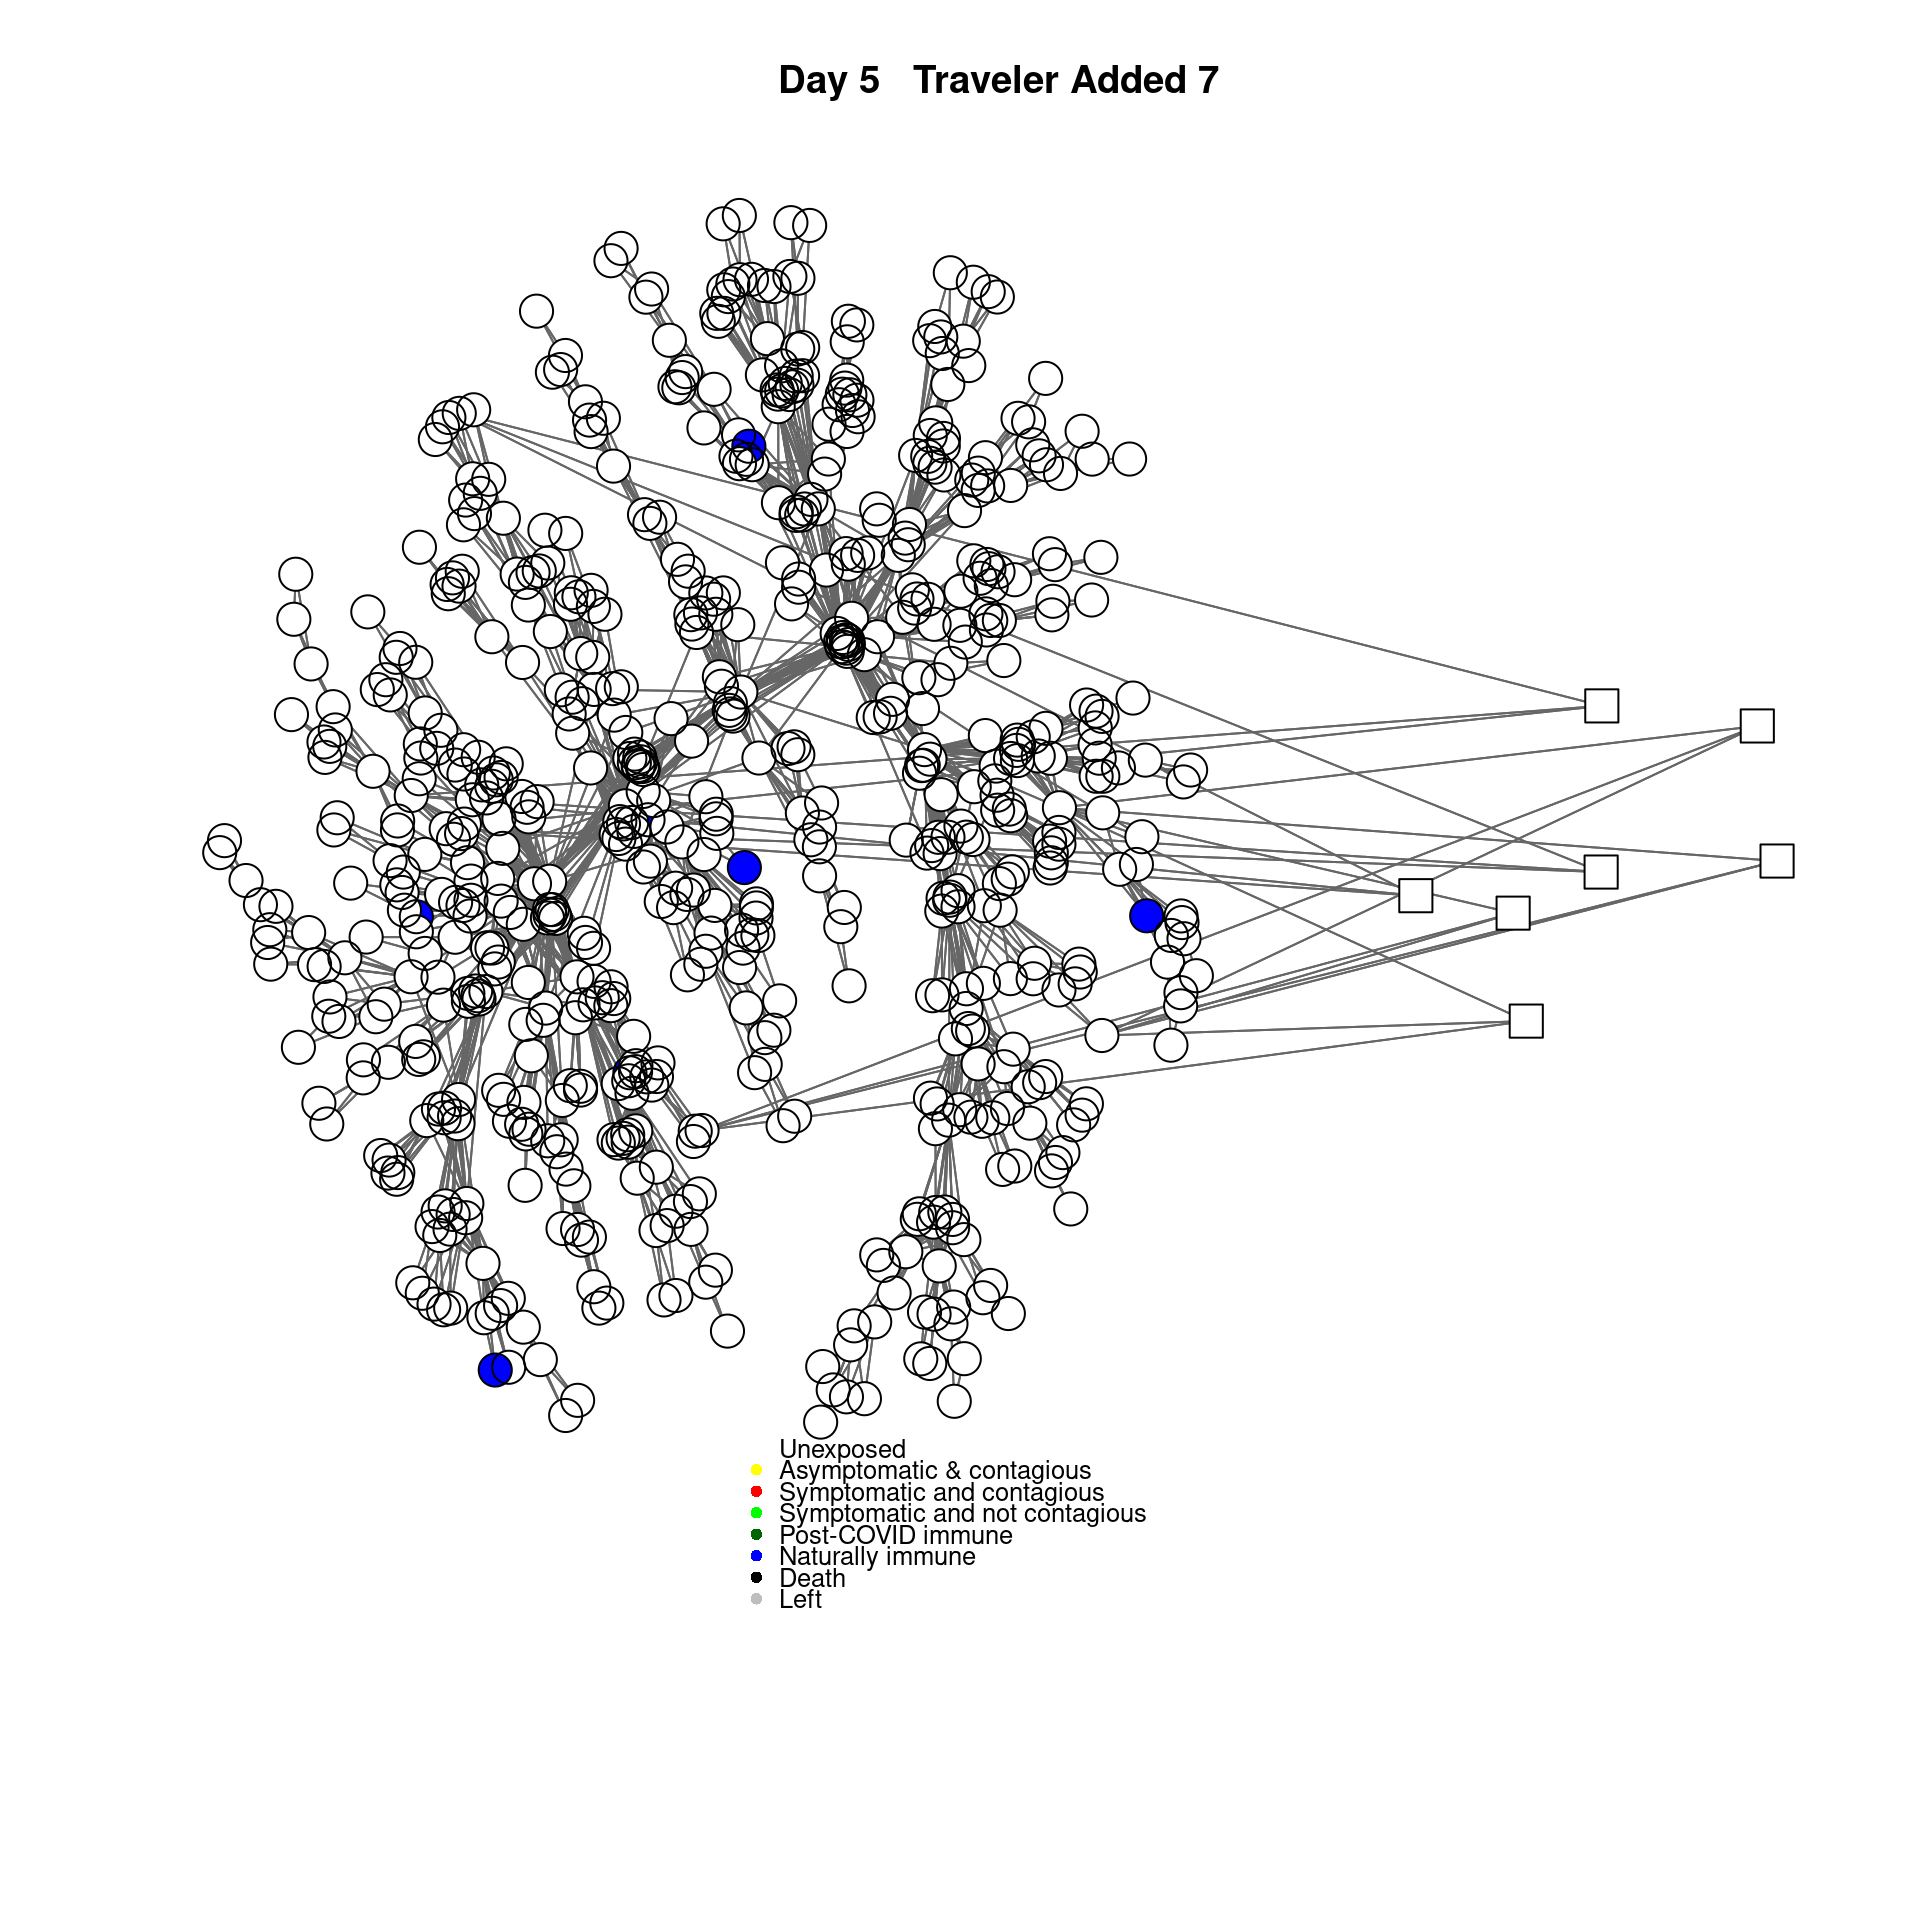 Day 5   Traveler Added 7
Unexposed
Asymptomatic & contagious
Symptomatic and contagious
Symptomatic and not contagious
Post-COVID immune
Naturally immune
Death
Left